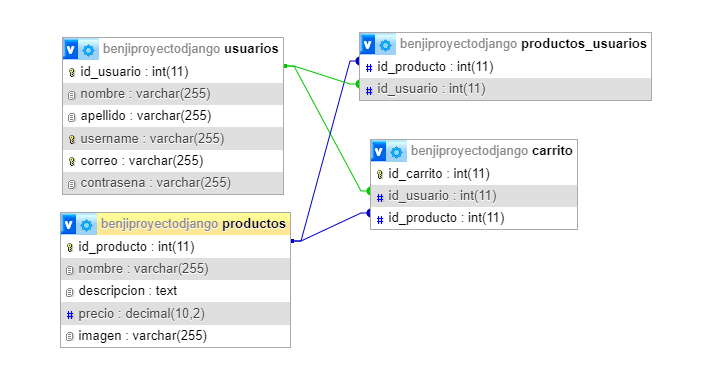 v benjiproyectodjango usuarios
id_usuario : int(11)
nombre : varchar(255)
apellido : varchar(255)
username : varchar(255)
correo : varchar(255)
contrasena : varchar(255)
v benjiproyectodjango productos_usuarios
# id_producto : int(11)
# id_usuario : int(11)
v benjiproyectodjango carrito
id_carrito : int(11)
# id_usuario : int(11)
# id_producto : int(11)
v benjiproyectodjango productos
id_producto : int(11)
nombre : varchar(255)
descripcion : text
# precio : decimal(10,2)
imagen : varchar(255)